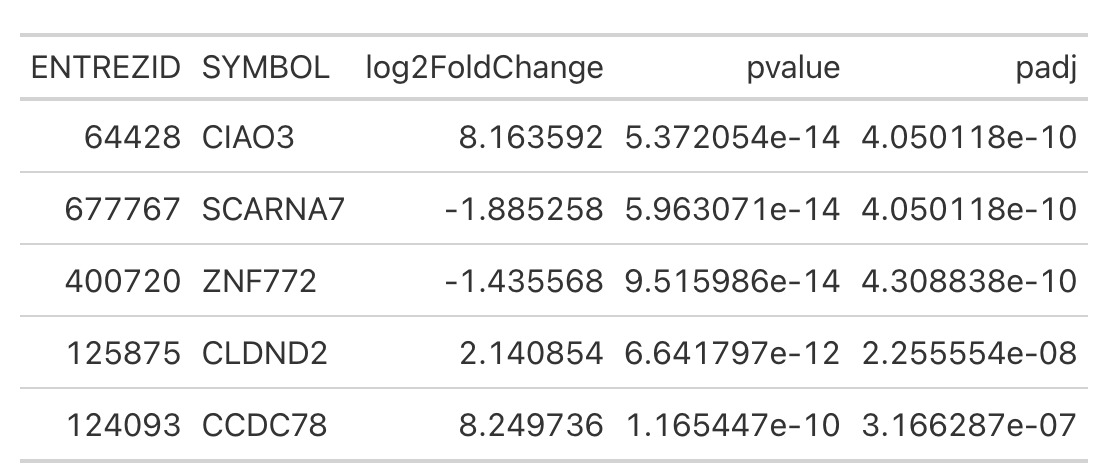 ENTREZID SYMBOL log2FoldChange pvalue padj
64428 CIAO3 8.163592 5.372054e-14 4.050118e-10
677767 SCARNA7 -1.885258 5.963071e-14 4.050118e-10
400720 ZNF772 -1.435568 9.515986e-14 4.308838e-10
125875 CLDND2 2.140854 6.641797e-12 2.255554e-08
124093 CCDC78 8.249736 1.165447e-10 3.166287e-07